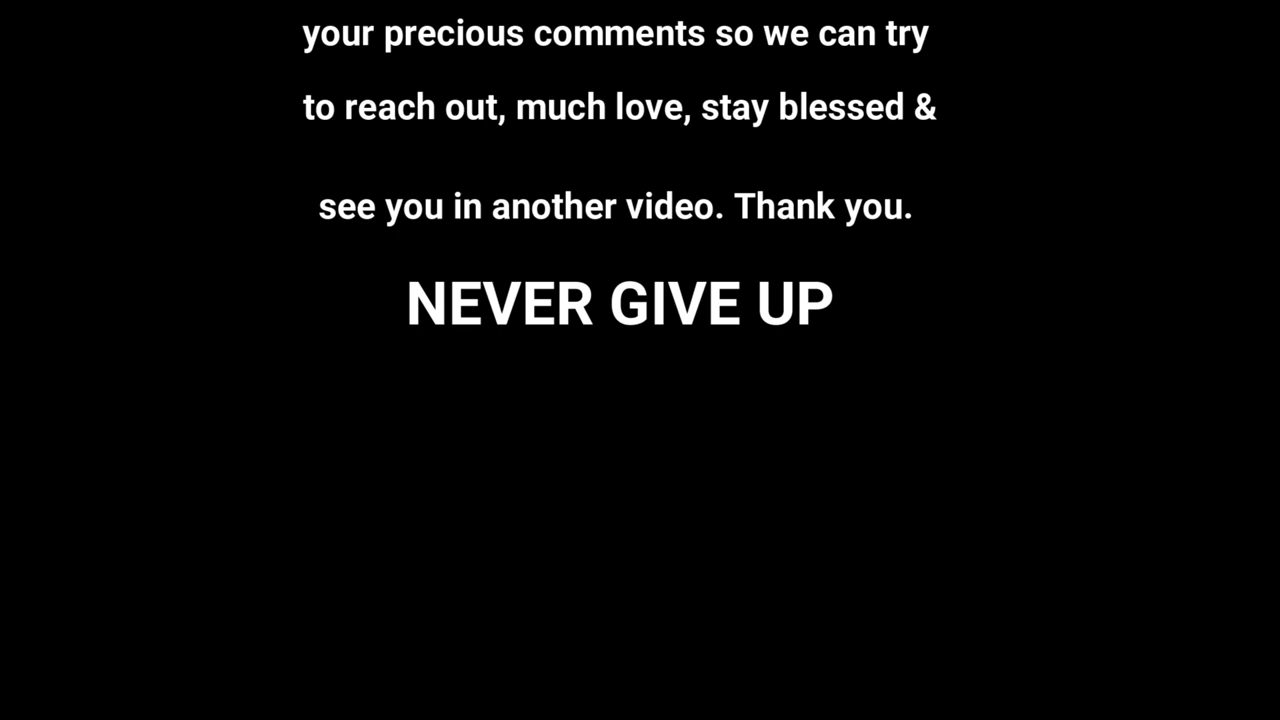 your precious comments so we can try
to reach out, much love, stay blessed &
see you in another video. Thank you.
NEVER GIVE UP